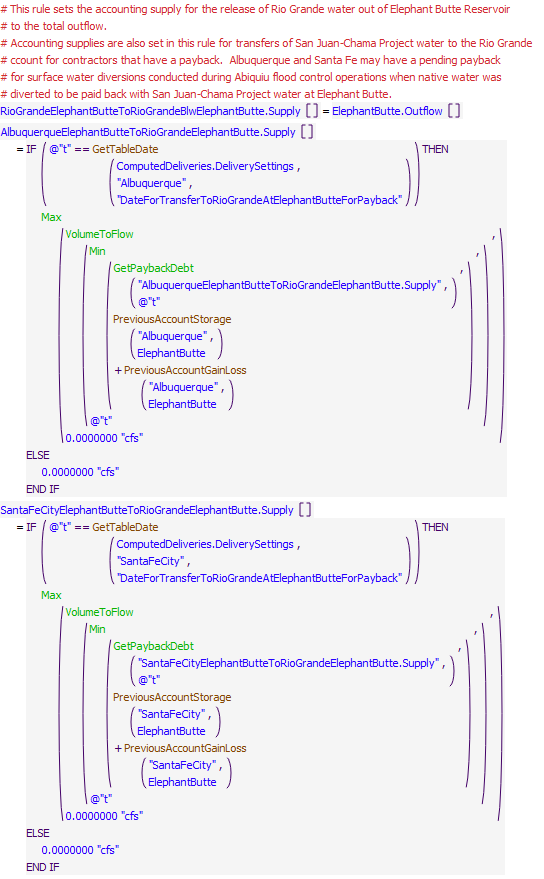 # This rule sets the accounting supply for the release of Rio Grande water out of Elephant Butte Reservoir
# to the total outflow.
# Accounting supplies are also set in this rule for transfers of San Juan-Chama Project water to the Rio Grande
# ccount for contractors that have a payback.  Albuquerque and Santa Fe may have a pending payback
# for surface water diversions conducted during Abiquiu flood control operations when native water was
# diverted to be paid back with San Juan-Chama Project water at Elephant Butte.
RioGrandeElephantButteToRioGrandeBlwElephantButte.Supply [] = ElephantButte.Outflow []
AlbuquerqueElephantButteToRioGrandeElephantButte.Supply []
= IF ( @"t" == GetTableDate ) THEN
( ComputedDeliveries.DeliverySettings ,
"Albuquerque" ,
"DateForTransferToRioGrandeAtElephantButteForPayback" )
Max
( VolumeToFlow ,
( Min ,
( GetPaybackDebt ,
( "AlbuquerqueElephantButteToRioGrandeElephantButte.Supply" ,
@"t" )
PreviousAccountStorage
( "Albuquerque" ,
ElephantButte )
+ PreviousAccountGainLoss
( "Albuquerque" ,
ElephantButte ) )
@"t" )
0.0000000 "cfs" )
ELSE
0.0000000 "cfs"
END IF
SantaFeCityElephantButteToRioGrandeElephantButte.Supply []
= IF ( @"t" == GetTableDate ) THEN
( ComputedDeliveries.DeliverySettings ,
"SantaFeCity" ,
"DateForTransferToRioGrandeAtElephantButteForPayback" )
Max
( VolumeToFlow ,
( Min ,
( GetPaybackDebt ,
( "SantaFeCityElephantButteToRioGrandeElephantButte.Supply" ,
@"t" )
PreviousAccountStorage
( "SantaFeCity" ,
ElephantButte )
+ PreviousAccountGainLoss
( "SantaFeCity" ,
ElephantButte ) )
@"t" )
0.0000000 "cfs" )
ELSE
0.0000000 "cfs"
END IF